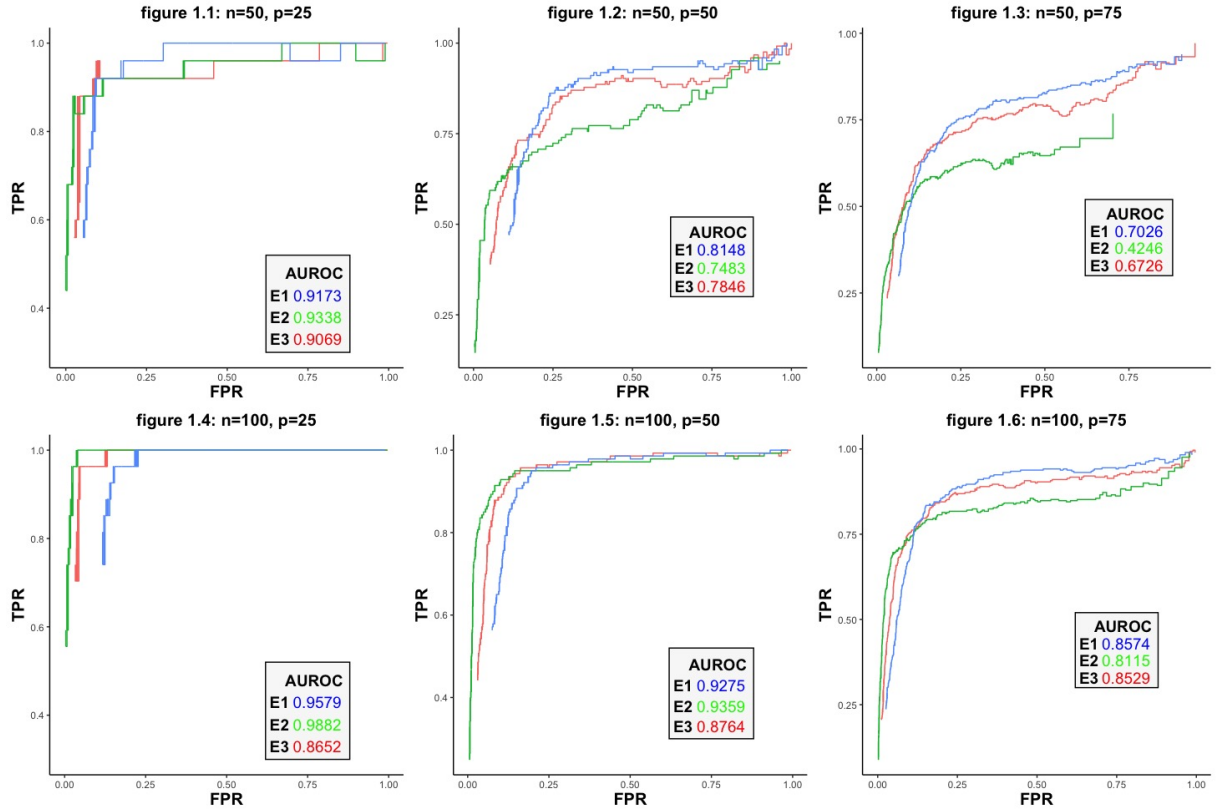 figure 1.1: n=50, p=25
1.0
0.8
0.6
0.4
TPR
AUROC
E1 0.9173
E2 0.9338
E3 0.9069
0.00 0.25 0.50 0.75 1.00
FPR
figure 1.2: n=50, p=50
1.00
0.75
0.50
0.25
TPR
AUROC
E1 0.8148
E2 0.7483
E3 0.7846
0.00 0.25 0.50 0.75 1.00
FPR
figure 1.3: n=50, p=75
1.00
0.75
0.50
0.25
TPR
AUROC
E1 0.7026
E2 0.4246
E3 0.6726
0.00 0.25 0.50 0.75
FPR
figure 1.4: n=100, p=25
1.0
0.8
0.6
0.4
TPR
AUROC
E1 0.9579
E2 0.9882
E3 0.8652
0.00 0.25 0.50 0.75 1.00
FPR
figure 1.5: n=100, p=50
1.0
0.8
0.6
0.4
TPR
AUROC
E1 0.9275
E2 0.9359
E3 0.8764
0.00 0.25 0.50 0.75 1.00
FPR
figure 1.6: n=100, p=75
1.00
0.75
0.50
0.25
TPR
AUROC
E1 0.8574
E2 0.8115
E3 0.8529
0.00 0.25 0.50 0.75 1.00
FPR